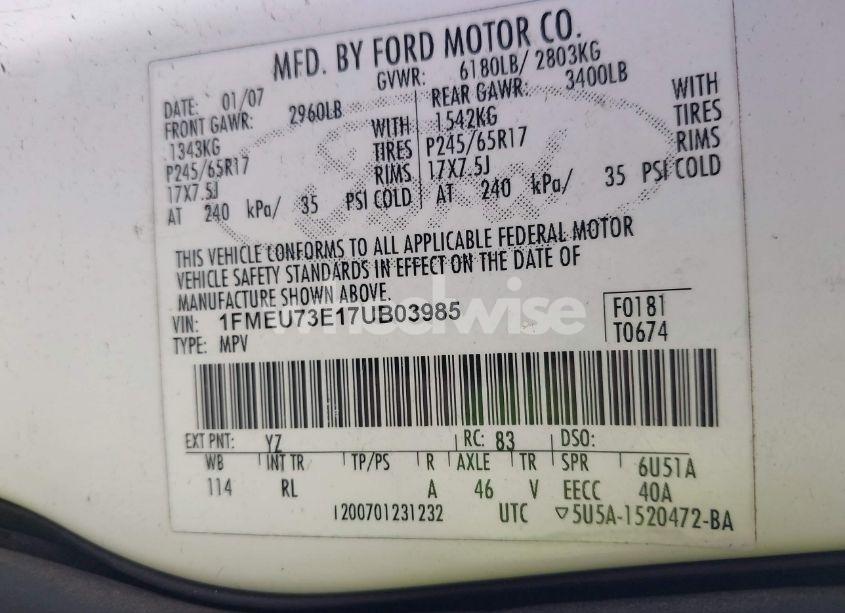 MFD. BY FORD MOTOR CO.
GVWR: 6180LB/ 2803KG
DATE: 01/07
FRONT GAWR: 2960LB
1343KG WITH
P245/65R17 TIRES
17X7.5J RIMS
AT 240 kPa/ 35 PSI COLD
REAR GAWR: 3400LB
1542KG WITH
P245/65R17 TIRES
17X7.5J RIMS
AT 240 kPa/ 35 PSI COLD
THIS VEHICLE CONFORMS TO ALL APPLICABLE FEDERAL MOTOR
VEHICLE SAFETY STANDARDS IN EFFECT ON THE DATE OF
MANUFACTURE SHOWN ABOVE.
VIN: 1FMEU73E17UB03985
TYPE: MPV
F0181
T0674
wheelwise
EXT PNT: YZ RC: 83 DSO:
WB INT TR TP/PS R AXLE TR SPR 6U51A
114 RL A 46 V EECC 40A
1200701231232 UTC ▽5U5A-1520472-BA